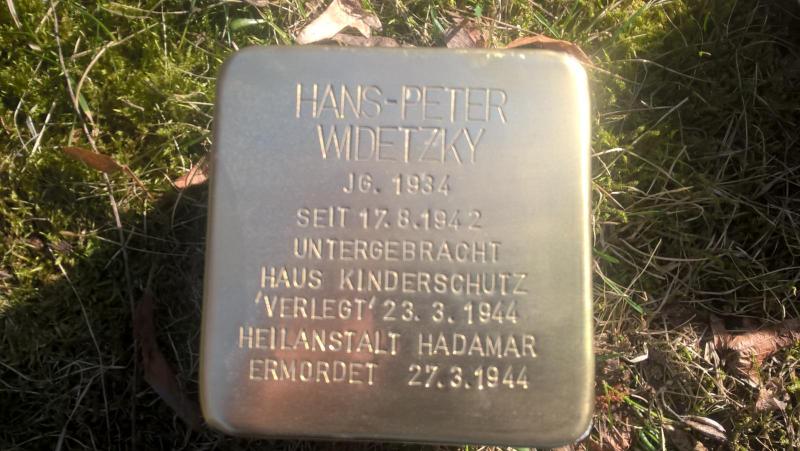 HANS-PETER
WIDETZKY
JG. 1934
SEIT 17.8.1942
UNTERGEBRACHT
HAUS KINDERSCHUTZ
'VERLEGT' 23.3.1944
HEILANSTALT HADAMAR
ERMORDET 27.3.1944